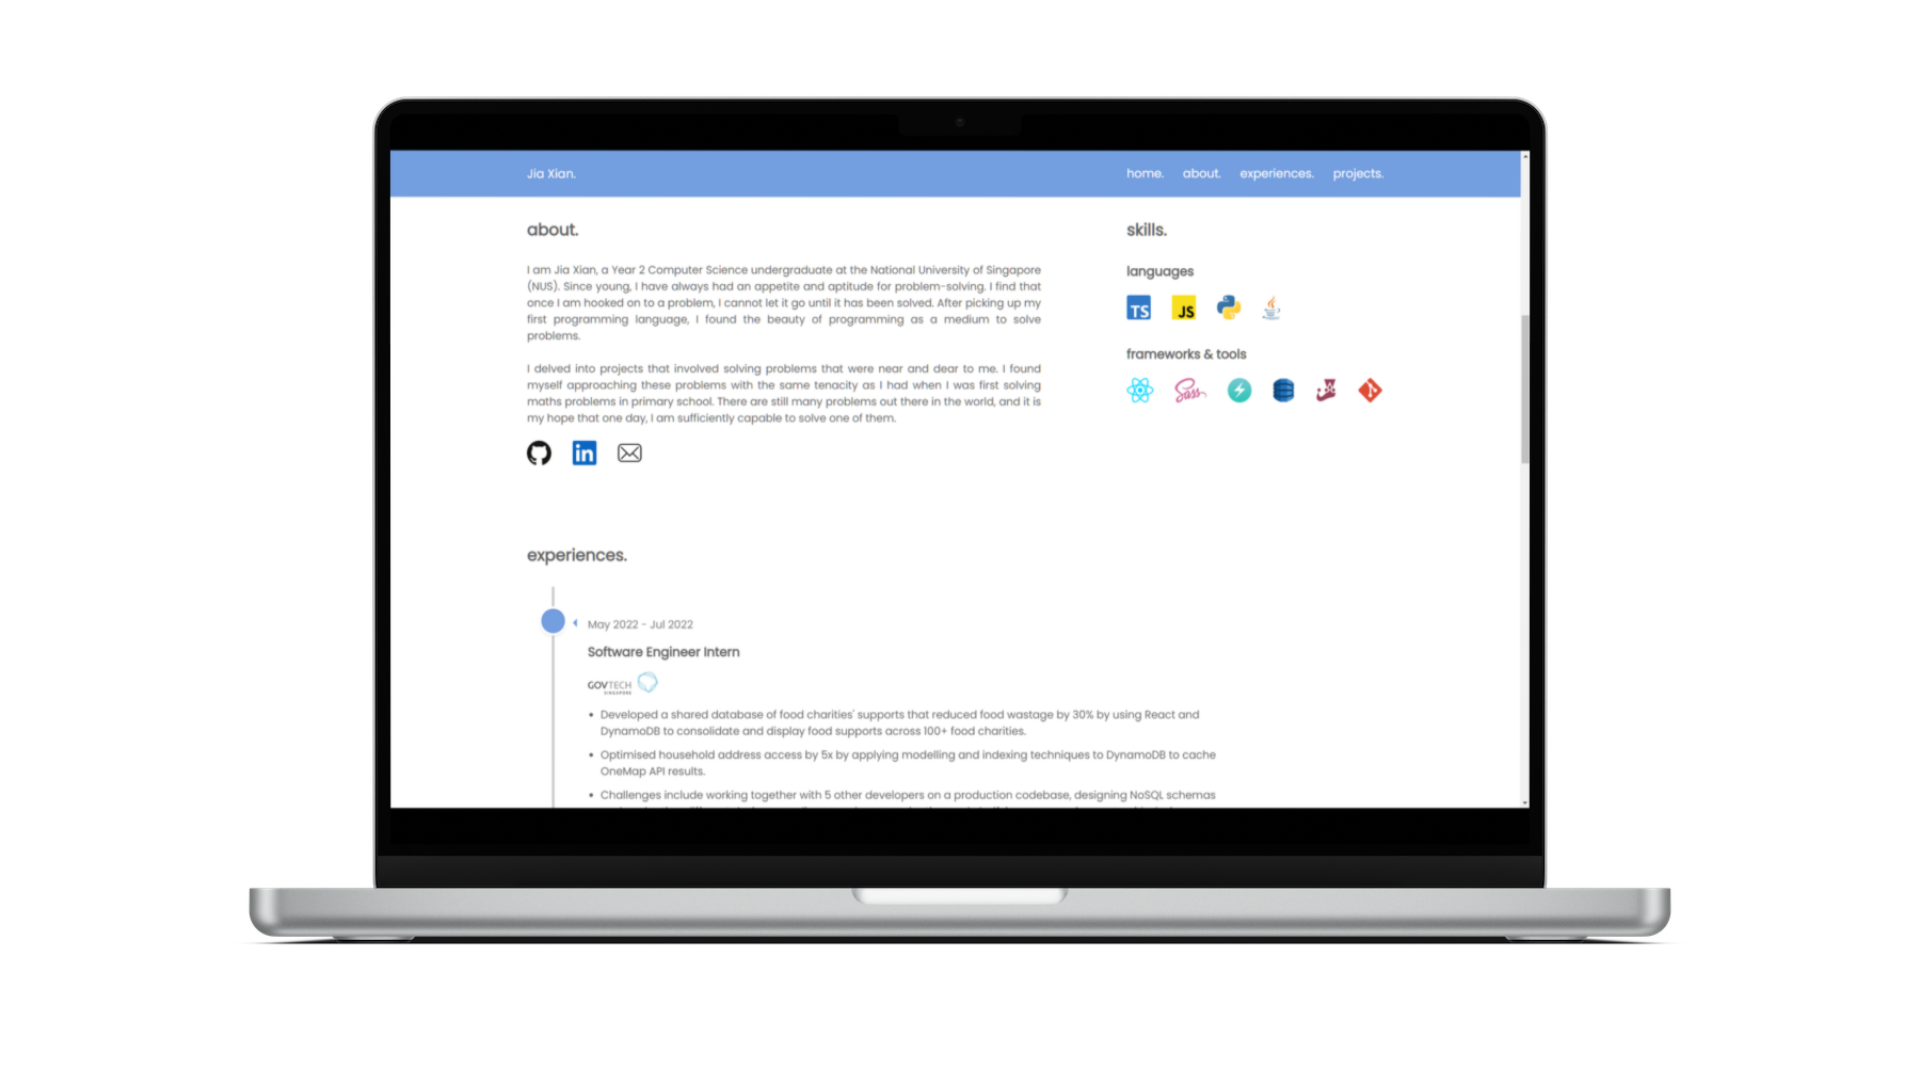 Jia Xian.
home. about. experiences. projects.
about.
I am Jia Xian, a Year 2 Computer Science undergraduate at the National University of Singapore
(NUS). Since young, I have always had an appetite and aptitude for problem-solving. I find that
once I am hooked on to a problem, I cannot let it go until it has been solved. After picking up my
first programming language, I found the beauty of programming as a medium to solve
problems.
I delved into projects that involved solving problems that were near and dear to me. I found
myself approaching these problems with the same tenacity as I had when I was first solving
maths problems in primary school. There are still many problems out there in the world, and it is
my hope that one day, I am sufficiently capable to solve one of them.
in
skills.
languages
TS JS
frameworks & tools
Sass
experiences.
May 2022 - Jul 2022
Software Engineer Intern
GOVTECH
SINGAPORE
• Developed a shared database of food charities' supports that reduced food wastage by 30% by using React and
DynamoDB to consolidate and display food supports across 100+ food charities.
• Optimised household address access by 5x by applying modelling and indexing techniques to DynamoDB to cache
OneMap API results.
• Challenges include working together with 5 other developers on a production codebase, designing NoSQL schemas